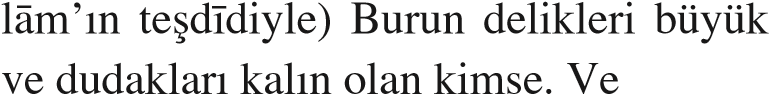 lām’ın teşdīdiyle) Burun delikleri büyük
ve dudakları kalın olan kimse. Ve